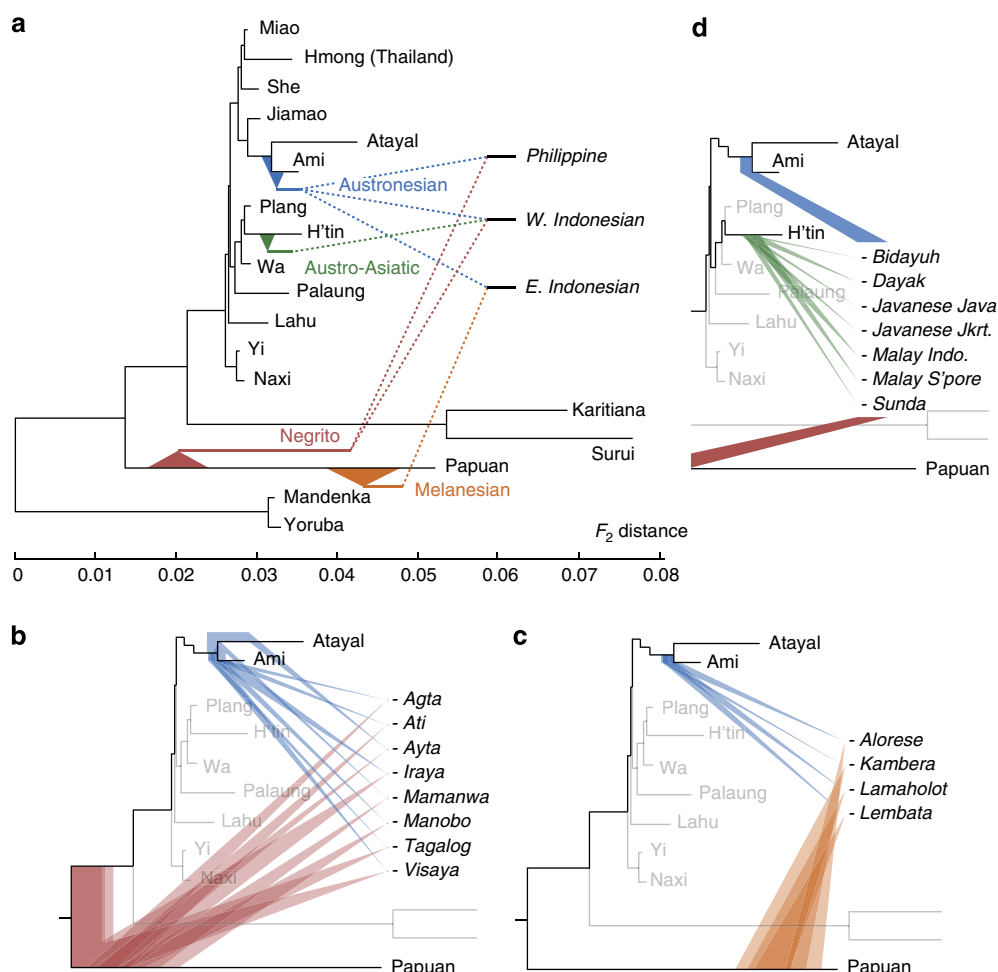 a
Miao
Hmong (Thailand)
She
Jiamao
Atayal
Ami
Austronesian
Plang
H'tin
Austro-Asiatic
Wa
Palaung
Lahu
Yi
Naxi
Karitiana
Surui
Negrito
Papuan
Melanesian
Mandenka
Yoruba
Philippine
W. Indonesian
E. Indonesian
F2 distance
0 0.01 0.02 0.03 0.04 0.05 0.06 0.07 0.08
d
Atayal
Ami
Plang
H'tin
Wa
Palaung
Lahu
Yi
Naxi
- Bidayuh
- Dayak
- Javanese Java
- Javanese Jkrt.
- Malay Indo.
- Malay S'pore
- Sunda
Papuan
b
Atayal
Ami
Plang
H'tin
Wa
Palaung
Lahu
Yi
Naxi
- Agta
- Ati
- Ayta
- Iraya
- Mamanwa
- Manobo
- Tagalog
- Visaya
Papuan
c
Atayal
Ami
Plang
H'tin
Wa
Palaung
Lahu
Yi
Naxi
- Alorese
- Kambera
- Lamaholot
- Lembata
Papuan